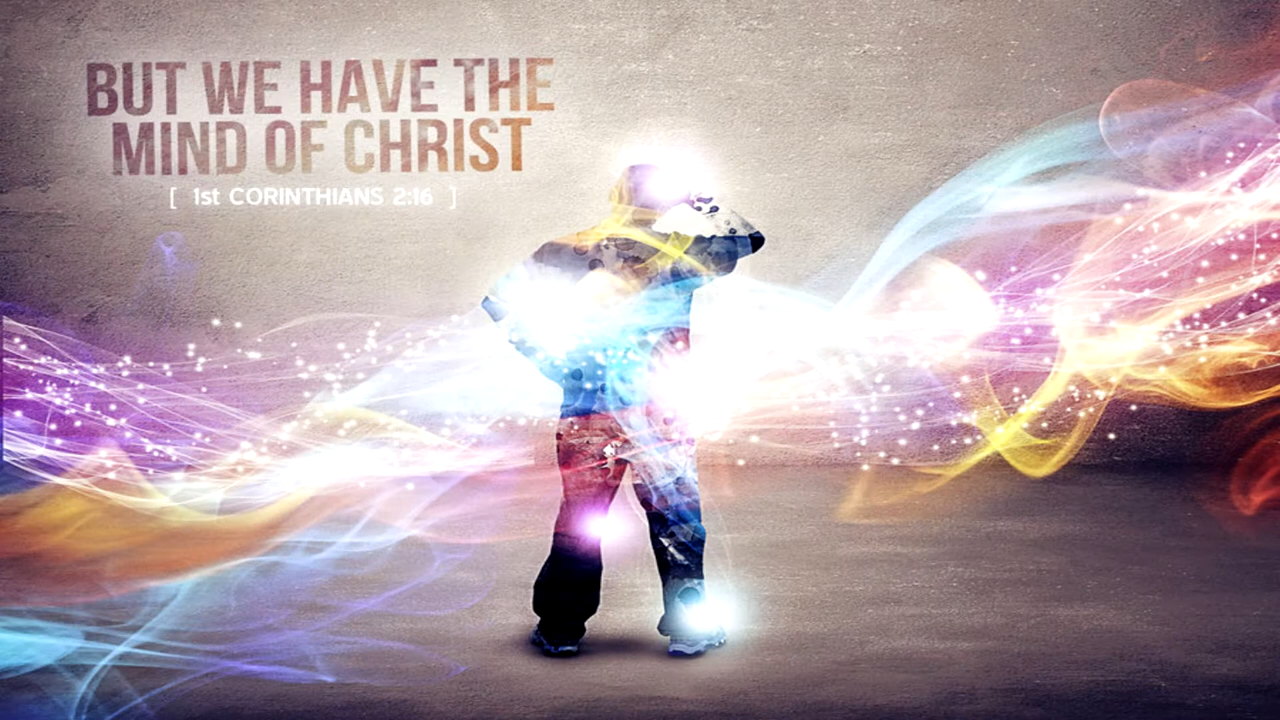 BUT WE HAVE THE
MIND OF CHRIST
[ 1st CORINTHIANS 2:16 ]